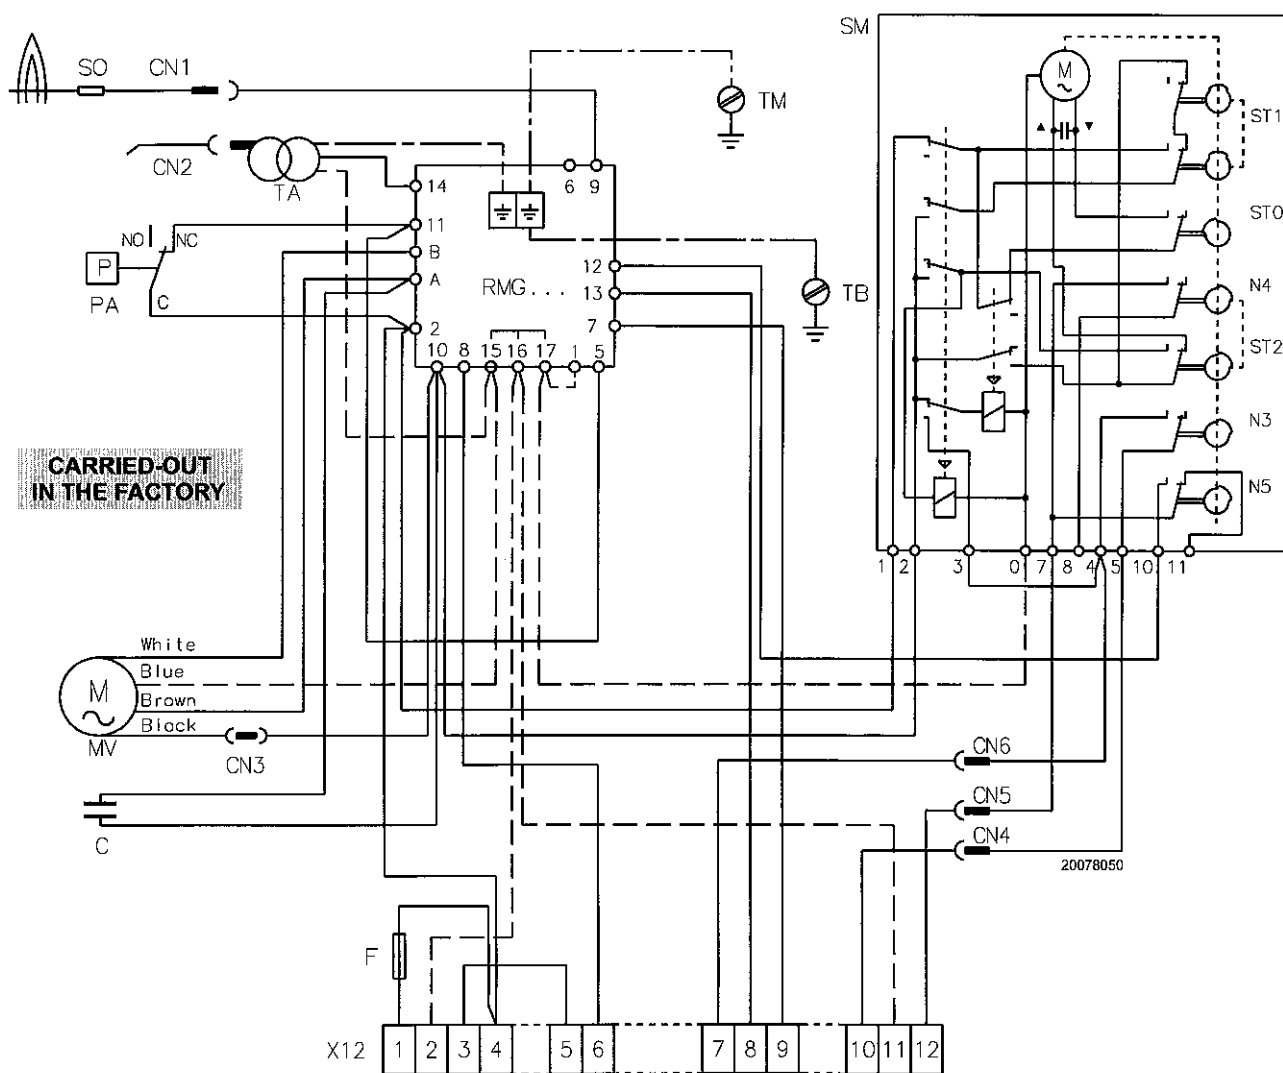 SM
SO CN1
M
TM
ST1
CN2
TA
6 9
14
11
NO NC
B
STO
P
A
12
RMG...
13
N4
PA
C
TB
2
7
ST2
10 8 15 16 17 1 5
N3
CARRIED-OUT
IN THE FACTORY
N5
1 2 3 0 7 8 4 5 10 11
White
Blue
M
Brown
Black
MV
CN3
CN6
CN5
C
CN4
20078050
F
X12 1 2 3 4 5 6 7 8 9 10 11 12